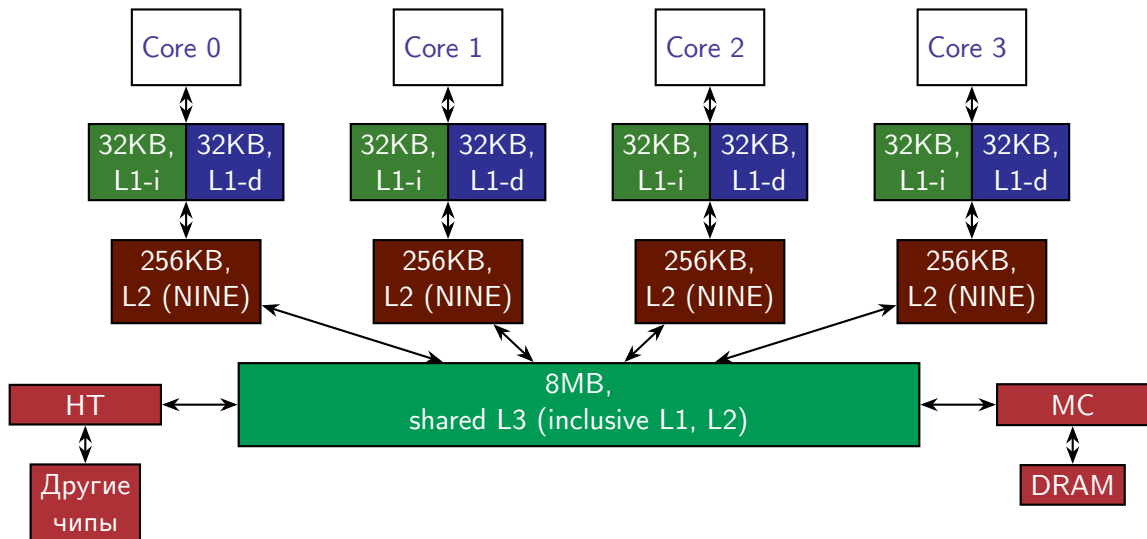 Core 0
Core 1
Core 2
Core 3
32KB,
L1-i
32KB,
L1-d
32KB,
L1-i
32KB,
L1-d
32KB,
L1-i
32KB,
L1-d
32KB,
L1-i
32KB,
L1-d
256KB,
L2 (NINE)
256KB,
L2 (NINE)
256KB,
L2 (NINE)
256KB,
L2 (NINE)
8MB,
shared L3 (inclusive L1, L2)
HT
MC
Другие
чипы
DRAM